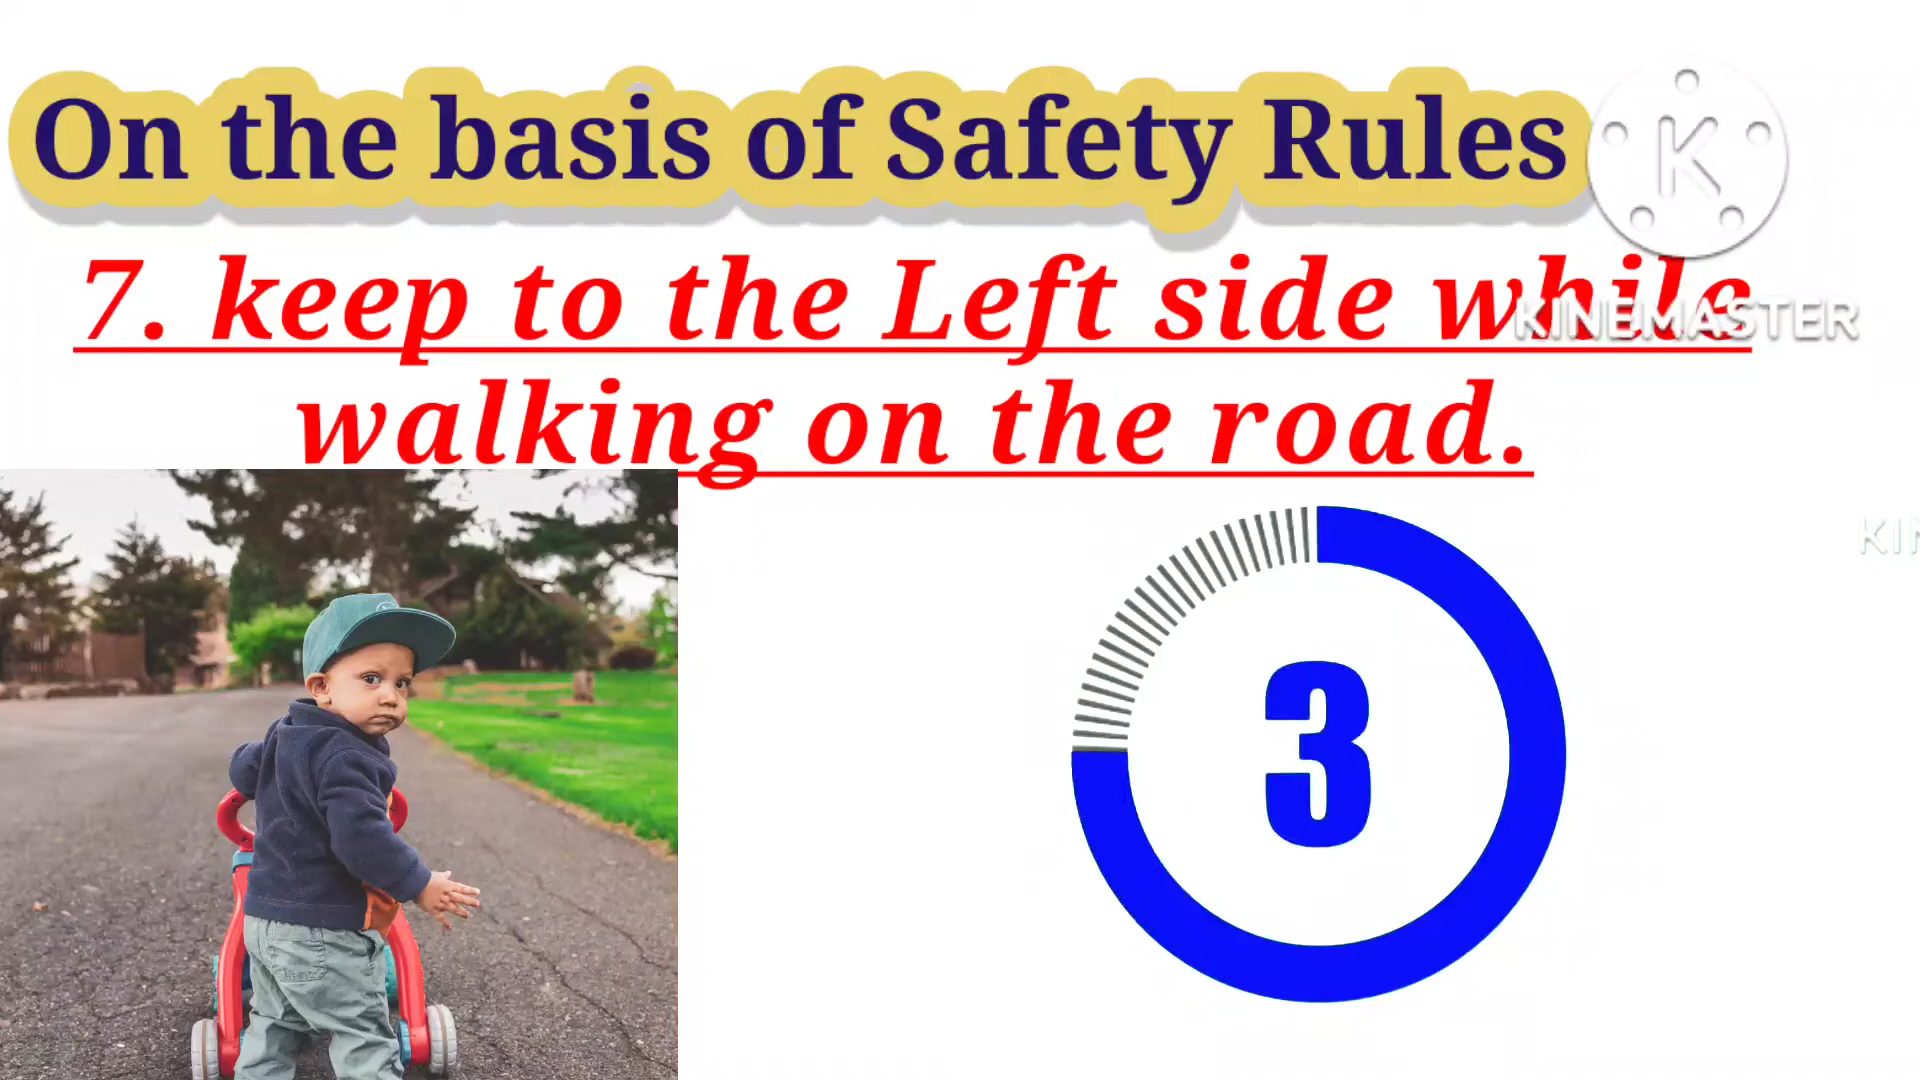 On the basis of Safety Rules
K
7. keep to the Left side while
KINEMASTER
walking on the road.
KIN
3